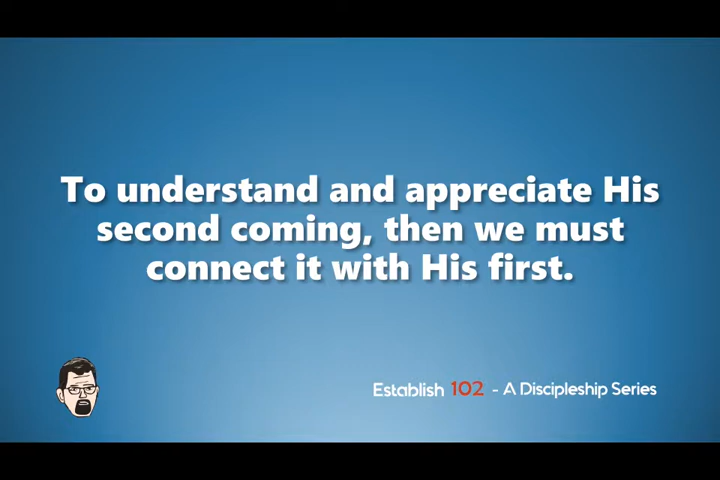 To understand and appreciate His
second coming, then we must
connect it with His first.
Establish 102 - A Discipleship Series